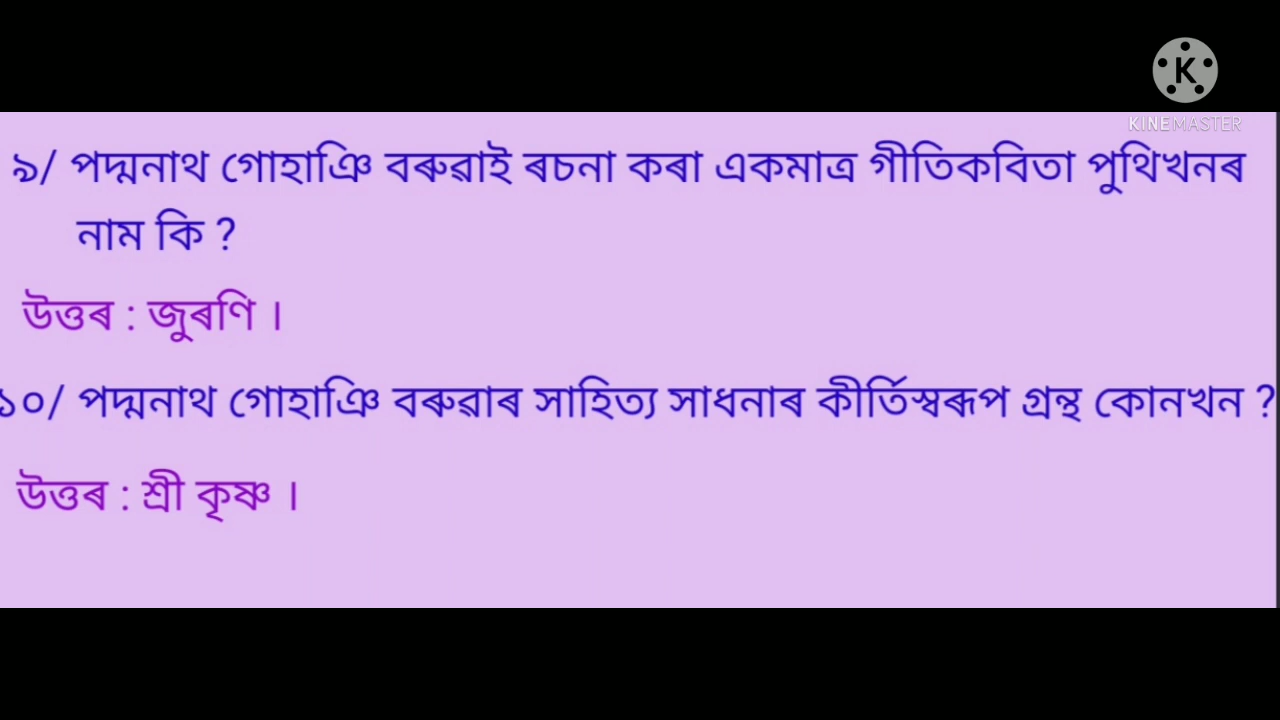 K
KINEMASTER
৯/ পদ্মনাথ গোহাঞি বৰুৱাই ৰচনা কৰা একমাত্ৰ গীতিকবিতা পুথিখনৰ
নাম কি ?
উত্তৰ : জুৰণি ।
১০/ পদ্মনাথ গোহাঞি বৰুৱাৰ সাহিত্য সাধনাৰ কীৰ্তিস্বৰূপ গ্ৰন্থ কোনখন ?
উত্তৰ : শ্ৰী কৃষ্ণ ।